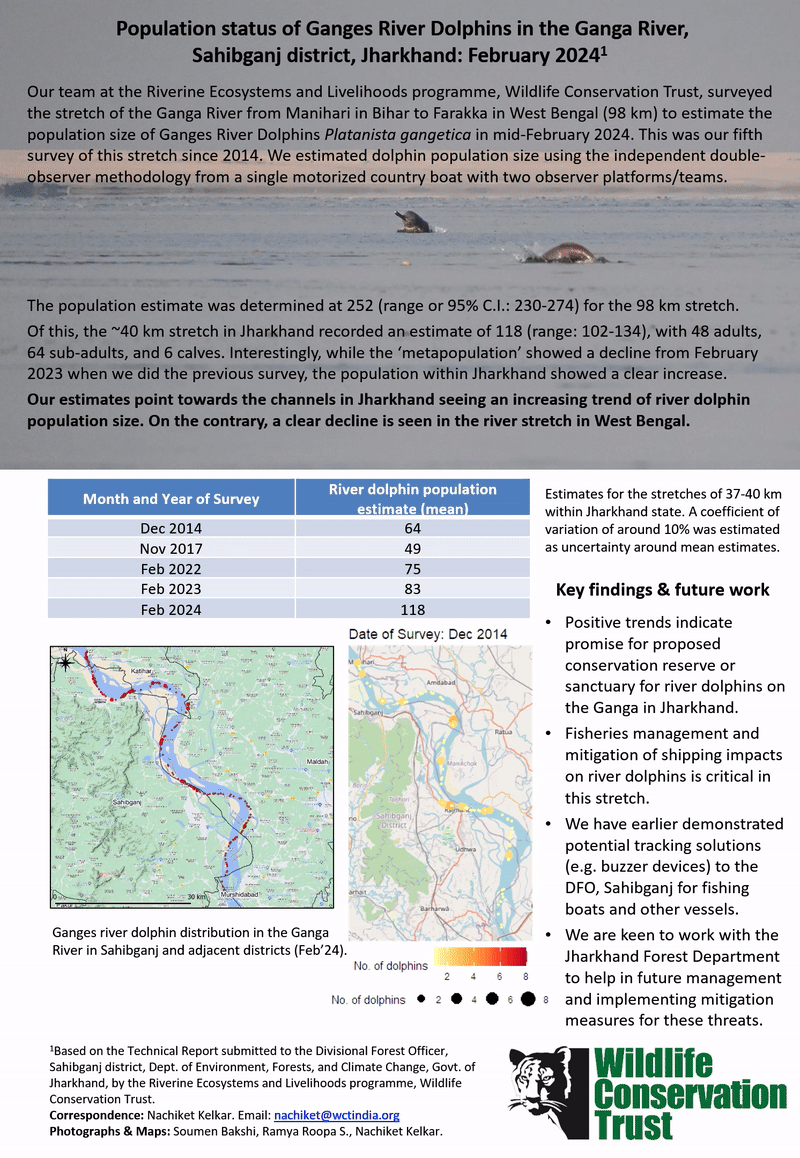 Population status of Ganges River Dolphins in the Ganga River,
Sahibganj district, Jharkhand: February 2024¹
Our team at the Riverine Ecosystems and Livelihoods programme, Wildlife Conservation Trust, surveyed
the stretch of the Ganga River from Manihari in Bihar to Farakka in West Bengal (98 km) to estimate the
population size of Ganges River Dolphins Platanista gangetica in mid-February 2024. This was our fifth
survey of this stretch since 2014. We estimated dolphin population size using the independent double-
observer methodology from a single motorized country boat with two observer platforms/teams.
The population estimate was determined at 252 (range or 95% C.I.: 230-274) for the 98 km stretch.
Of this, the ~40 km stretch in Jharkhand recorded an estimate of 118 (range: 102-134), with 48 adults,
64 sub-adults, and 6 calves. Interestingly, while the ‘metapopulation’ showed a decline from February
2023 when we did the previous survey, the population within Jharkhand showed a clear increase.
Our estimates point towards the channels in Jharkhand seeing an increasing trend of river dolphin
population size. On the contrary, a clear decline is seen in the river stretch in West Bengal.
Month and Year of Survey
River dolphin population
estimate (mean)
Dec 2014 64
Nov 2017 49
Feb 2022 75
Feb 2023 83
Feb 2024 118
Estimates for the stretches of 37-40 km
within Jharkhand state. A coefficient of
variation of around 10% was estimated
as uncertainty around mean estimates.
Katihar
Maldah
Sahibganj
Murshidabad
0 30 km
Ganges river dolphin distribution in the Ganga
River in Sahibganj and adjacent districts (Feb’24).
Date of Survey: Dec 2014
Amdabad
Sahibganj
Ratua
Manikchok
Sahibganj
District
Udhwa
Barharwa
No. of dolphins
2 4 6 8
No. of dolphins 2 4 6 8
Key findings & future work
• Positive trends indicate
promise for proposed
conservation reserve or
sanctuary for river dolphins on
the Ganga in Jharkhand.
• Fisheries management and
mitigation of shipping impacts
on river dolphins is critical in
this stretch.
• We have earlier demonstrated
potential tracking solutions
(e.g. buzzer devices) to the
DFO, Sahibganj for fishing
boats and other vessels.
• We are keen to work with the
Jharkhand Forest Department
to help in future management
and implementing mitigation
measures for these threats.
¹Based on the Technical Report submitted to the Divisional Forest Officer,
Sahibganj district, Dept. of Environment, Forests, and Climate Change, Govt. of
Jharkhand, by the Riverine Ecosystems and Livelihoods programme, Wildlife
Conservation Trust.
Correspondence: Nachiket Kelkar. Email: nachiket@wctindia.org
Photographs & Maps: Soumen Bakshi, Ramya Roopa S., Nachiket Kelkar.
Wildlife
Conservation
Trust